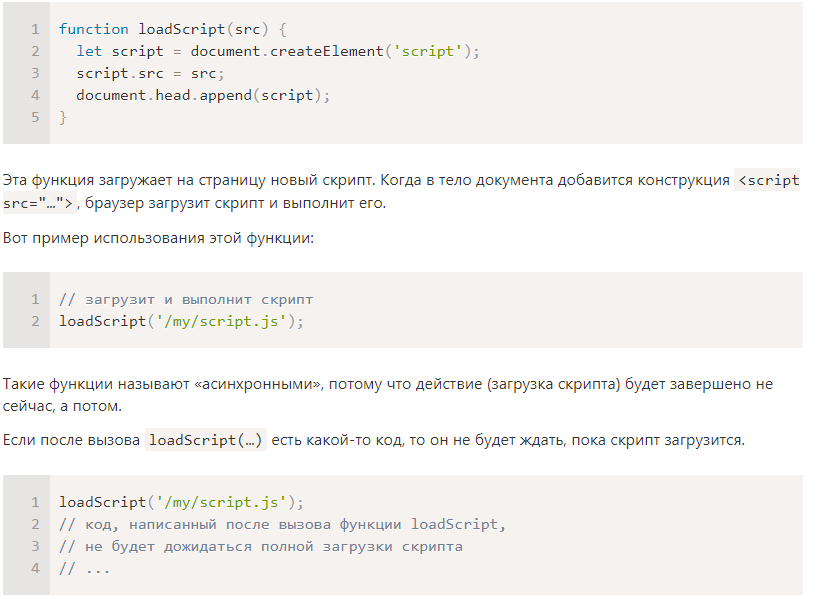 1 function loadScript(src) {
2   let script = document.createElement('script');
3   script.src = src;
4   document.head.append(script);
5 }
Эта функция загружает на страницу новый скрипт. Когда в тело документа добавится конструкция <script
src="…">, браузер загрузит скрипт и выполнит его.
Вот пример использования этой функции:
1 // загрузит и выполнит скрипт
2 loadScript('/my/script.js');
Такие функции называют «асинхронными», потому что действие (загрузка скрипта) будет завершено не
сейчас, а потом.
Если после вызова loadScript(…) есть какой-то код, то он не будет ждать, пока скрипт загрузится.
1 loadScript('/my/script.js');
2 // код, написанный после вызова функции loadScript,
3 // не будет дожидаться полной загрузки скрипта
4 // ...